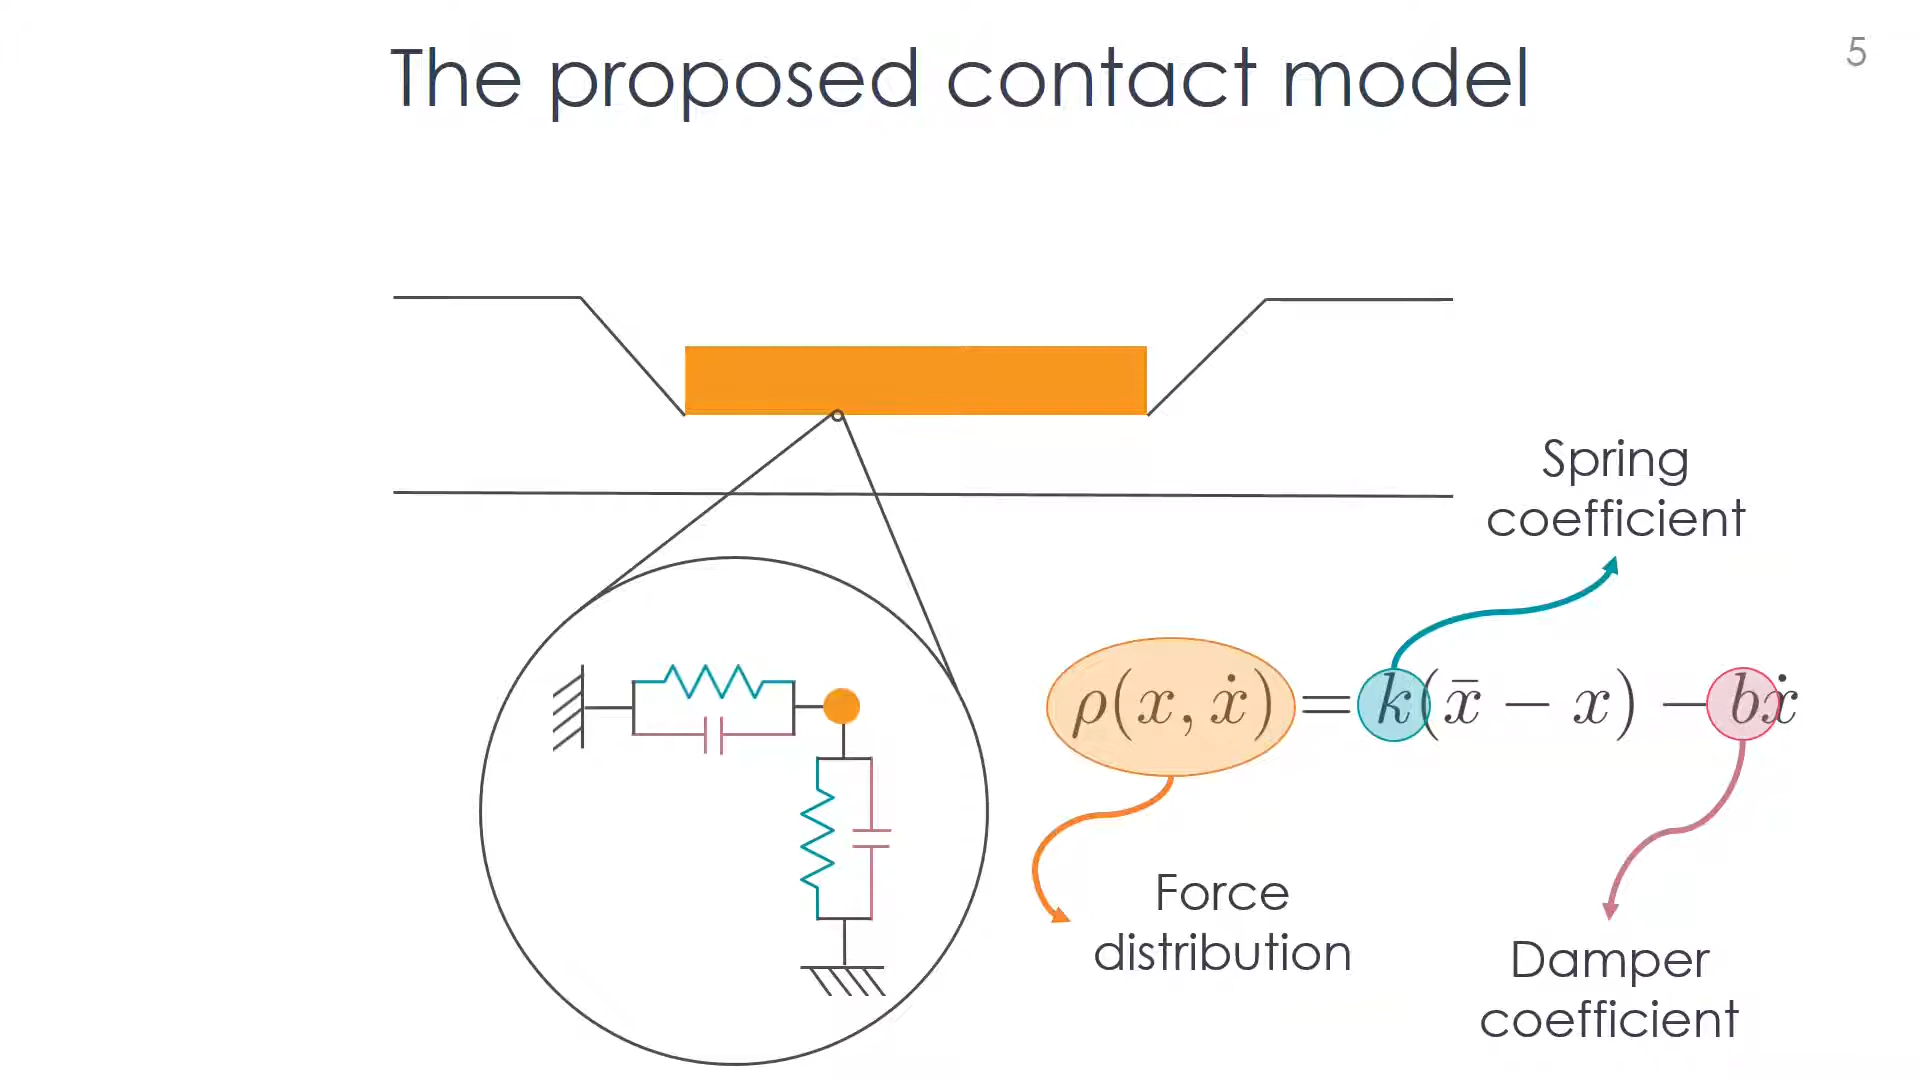 The proposed contact model
5
Spring
coefficient
ρ(x, ẋ) = k(x̄ − x) − bẋ
Force
distribution
Damper
coefficient